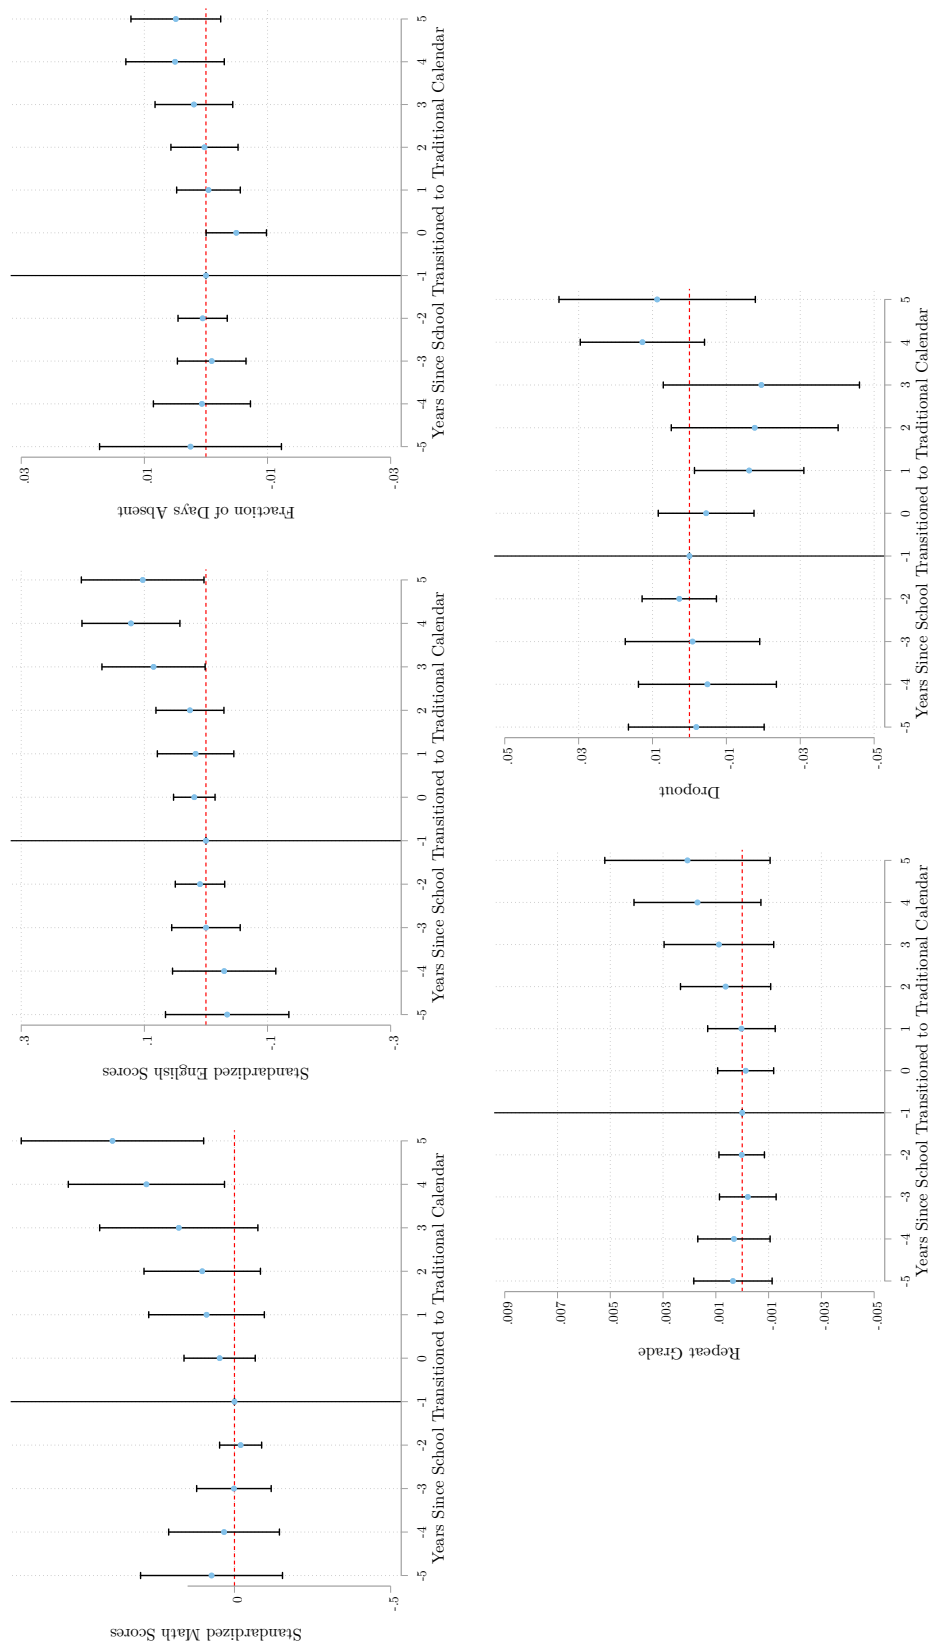 Standardized Math Scores
0
-.5
-5 -4 -3 -2 -1 0 1 2 3 4 5
Years Since School Transitioned to Traditional Calendar
Standardized English Scores
.3
.1
-.1
-.3
-5 -4 -3 -2 -1 0 1 2 3 4 5
Years Since School Transitioned to Traditional Calendar
Fraction of Days Absent
.03
.01
-.01
-.03
-5 -4 -3 -2 -1 0 1 2 3 4 5
Years Since School Transitioned to Traditional Calendar
Repeat Grade
.009
.007
.005
.003
.001
-.001
-.003
-.005
-5 -4 -3 -2 -1 0 1 2 3 4 5
Years Since School Transitioned to Traditional Calendar
Dropout
.05
.03
.01
-.01
-.03
-.05
-5 -4 -3 -2 -1 0 1 2 3 4 5
Years Since School Transitioned to Traditional Calendar